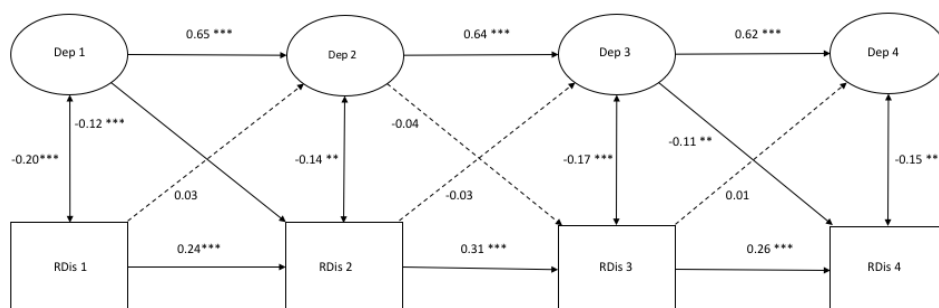 0.65 *** 0.64 *** 0.62 ***
Dep 1 Dep 2 Dep 3 Dep 4
-0.12 *** -0.04 -0.11 **
-0.20*** -0.14 ** -0.17 *** -0.15 **
0.03 -0.03 0.01
0.24*** 0.31 *** 0.26 ***
RDis 1 RDis 2 RDis 3 RDis 4